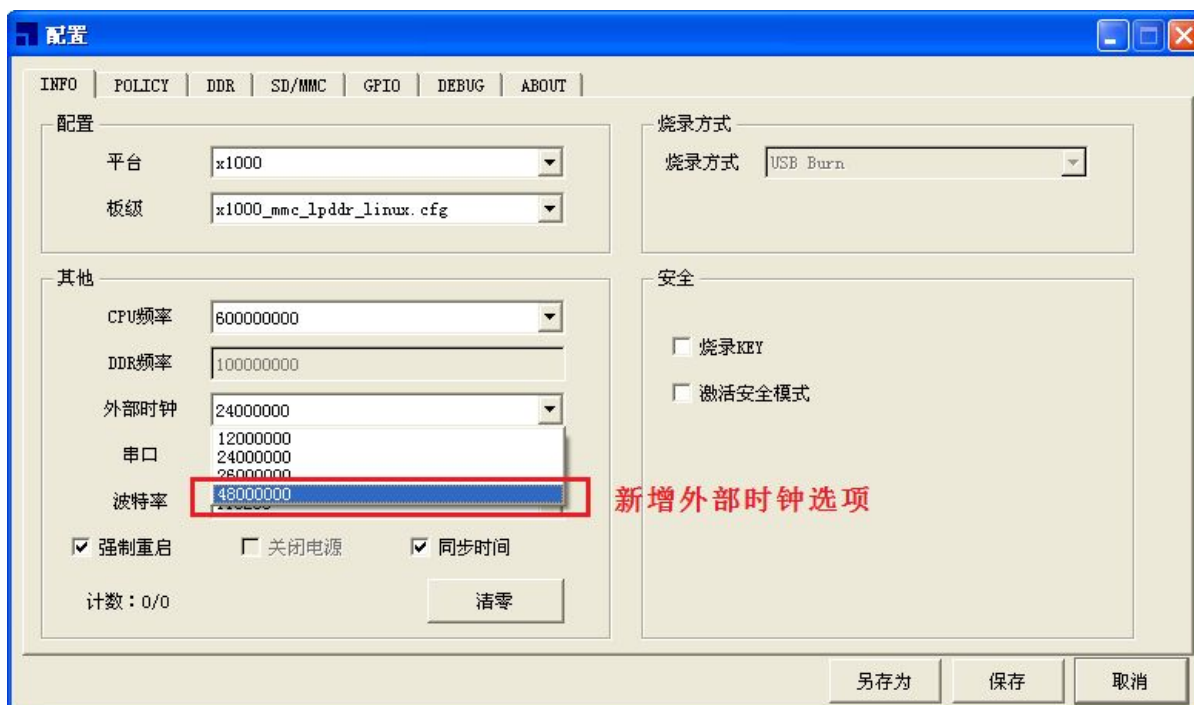 配置
INFO
POLICY
DDR
SD/MMC
GPIO
DEBUG
ABOUT
配置
平台
x1000
板级
x1000_mmc_lpddr_linux.cfg
烧录方式
烧录方式
USB Burn
其他
CPU频率
600000000
DDR频率
100000000
外部时钟
24000000
12000000
24000000
26000000
48000000
串口
波特率
新增外部时钟选项
强制重启
关闭电源
同步时间
计数：0/0
清零
安全
烧录KEY
激活安全模式
另存为
保存
取消